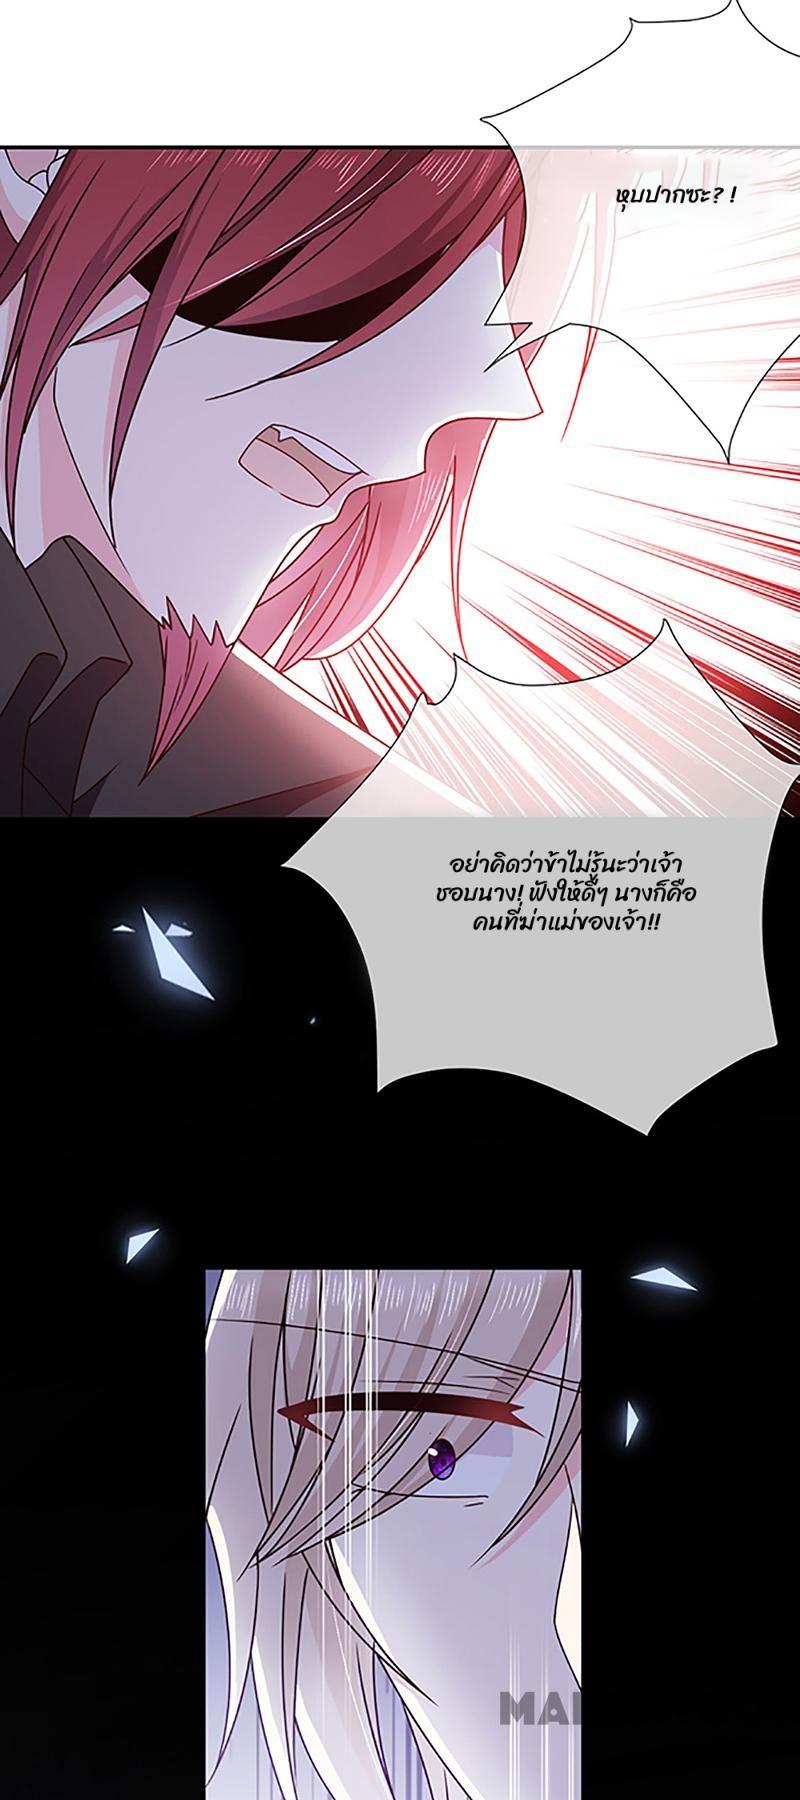 หุบปากซะ? !
อย่าคิดว่าข้าไม่รู้นะว่าเจ้า
ชอบนาง! ฟังให้ดีๆ นางก็คือ
คนที่ฆ่าแม่ของเจ้า!!